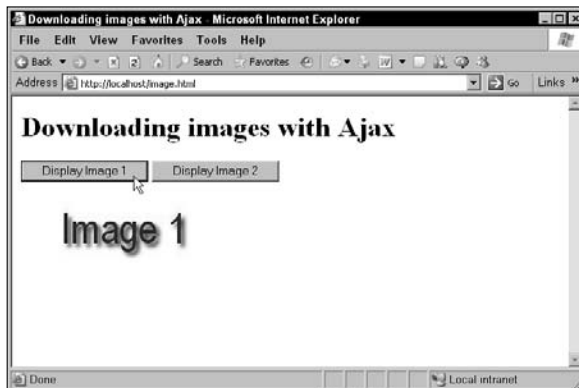 Downloading images with Ajax - Microsoft Internet Explorer
File Edit View Favorites Tools Help
Back Search Favorites
Address http://localhost/image.html Go Links »
Downloading images with Ajax
Display Image 1 Display Image 2
Image 1
Done Local intranet